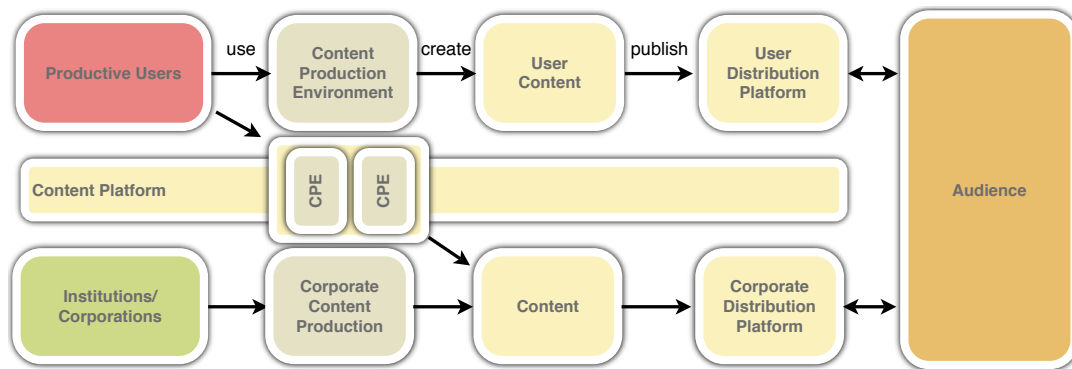 use
create
publish
Productive Users
Content
Production
Environment
User
Content
User
Distribution
Platform
Content Platform
CPE
CPE
Audience
Institutions/
Corporations
Corporate
Content
Production
Content
Corporate
Distribution
Platform